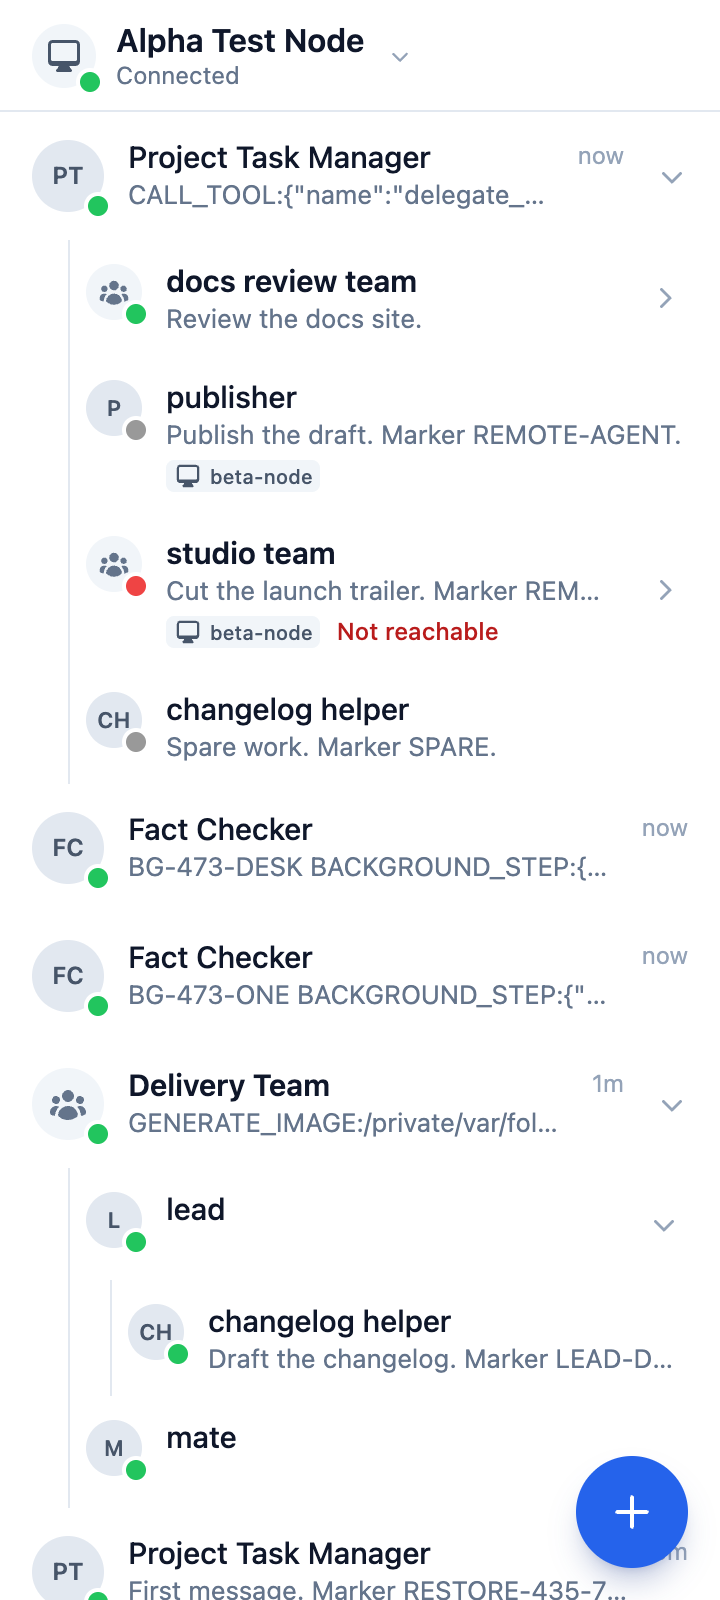 Alpha Test Node
Connected
PT
Project Task Manager
now
CALL_TOOL:{"name":"delegate_...
docs review team
Review the docs site.
P
publisher
Publish the draft. Marker REMOTE-AGENT.
beta-node
studio team
Cut the launch trailer. Marker REM...
beta-node
Not reachable
CH
changelog helper
Spare work. Marker SPARE.
FC
Fact Checker
now
BG-473-DESK BACKGROUND_STEP:{...
FC
Fact Checker
now
BG-473-ONE BACKGROUND_STEP:{"...
Delivery Team
1m
GENERATE_IMAGE:/private/var/fol...
L
lead
CH
changelog helper
Draft the changelog. Marker LEAD-D...
M
mate
PT
Project Task Manager
First message. Marker RESTORE-435-7...